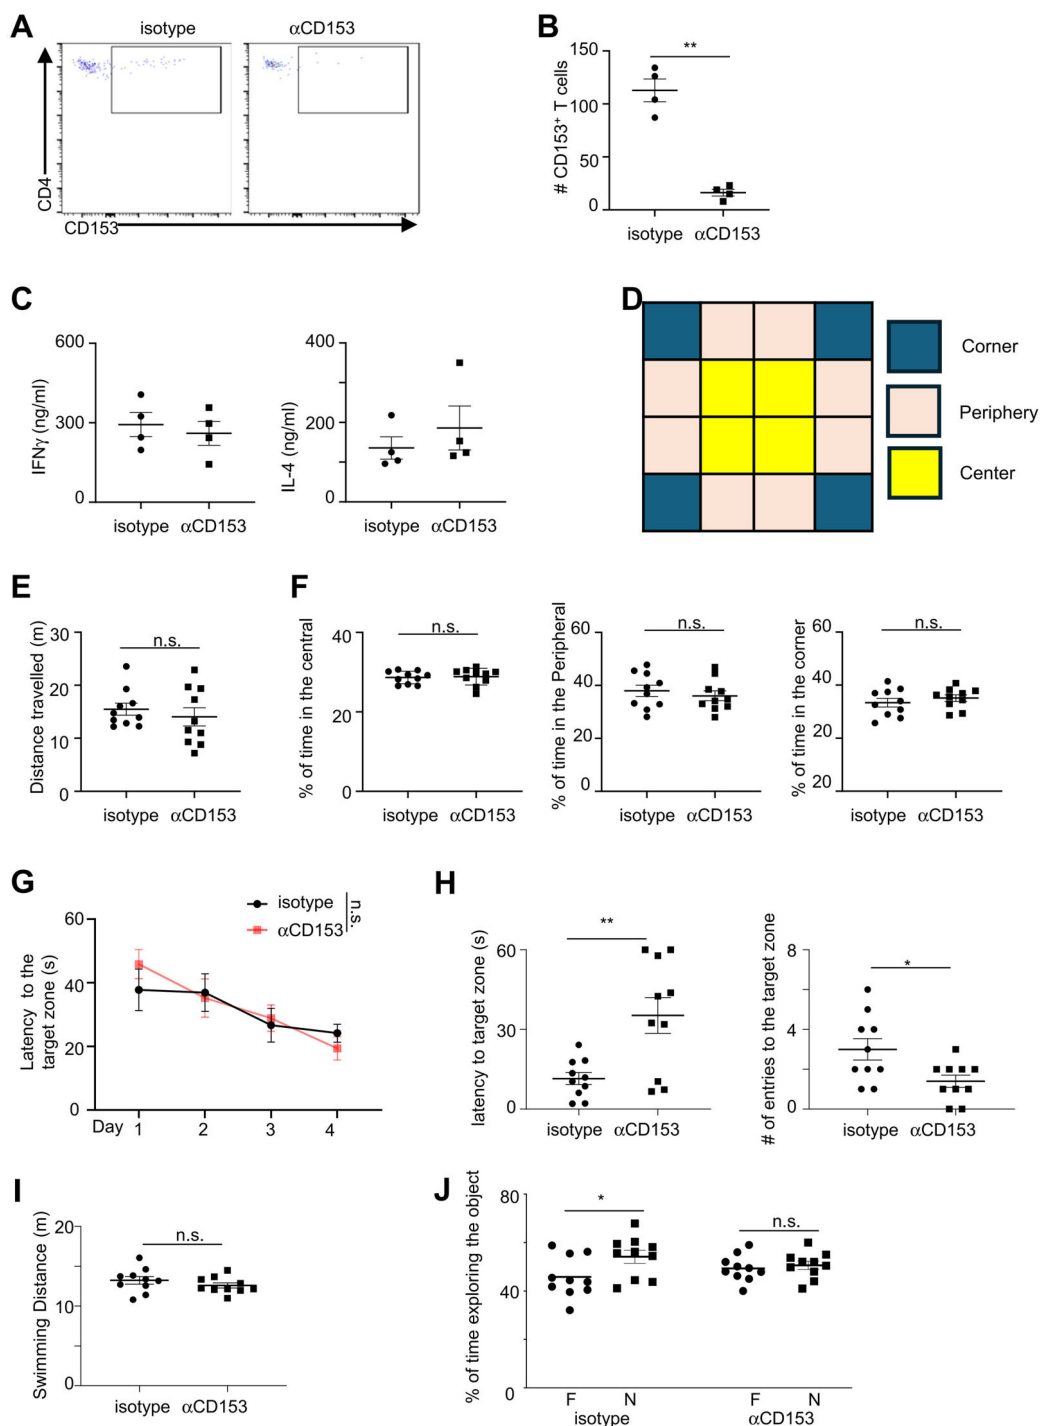 A
isotype
αCD153
CD4
CD153
B
**
# CD153+ T cells
150
100
50
0
isotype αCD153
C
IFNγ (ng/ml)
600
300
0
isotype αCD153
IL-4 (ng/ml)
400
200
0
isotype αCD153
D
Corner
Periphery
Center
E
Distance travelled (m)
n.s.
30
20
10
0
isotype αCD153
F
% of time in the central
n.s.
40
20
0
isotype αCD153
% of time in the Peripheral
n.s.
60
40
20
0
isotype αCD153
% of time in the corner
n.s.
60
40
20
20
isotype αCD153
G
isotype
αCD153
n.s.
Latency to the
target zone (s)
60
40
20
0
Day 1 2 3 4
H
latency to target zone (s)
**
60
30
0
isotype αCD153
# of entries to the target zone
*
8
4
0
isotype αCD153
I
Swimming Distance (m)
n.s.
20
10
0
isotype αCD153
J
% of time exploring the object
*
n.s.
80
40
0
F N F N
isotype αCD153